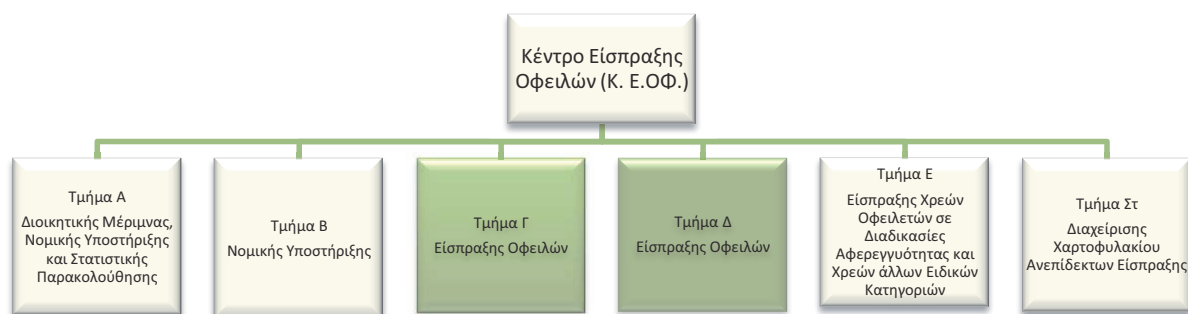 Κέντρο Είσπραξης
Οφειλών (Κ. Ε.ΟΦ.)
Τμήμα Α
Διοικητικής Μέριμνας,
Νομικής Υποστήριξης
και Στατιστικής
Παρακολούθησης
Τμήμα Β
Νομικής Υποστήριξης
Τμήμα Γ
Είσπραξης Οφειλών
Τμήμα Δ
Είσπραξης Οφειλών
Τμήμα Ε
Είσπραξης Χρεών
Οφειλετών σε
Διαδικασίες
Αφερεγγυότητας και
Χρεών άλλων Ειδικών
Κατηγοριών
Τμήμα Στ
Διαχείρισης
Χαρτοφυλακίου
Ανεπίδεκτων Είσπραξης